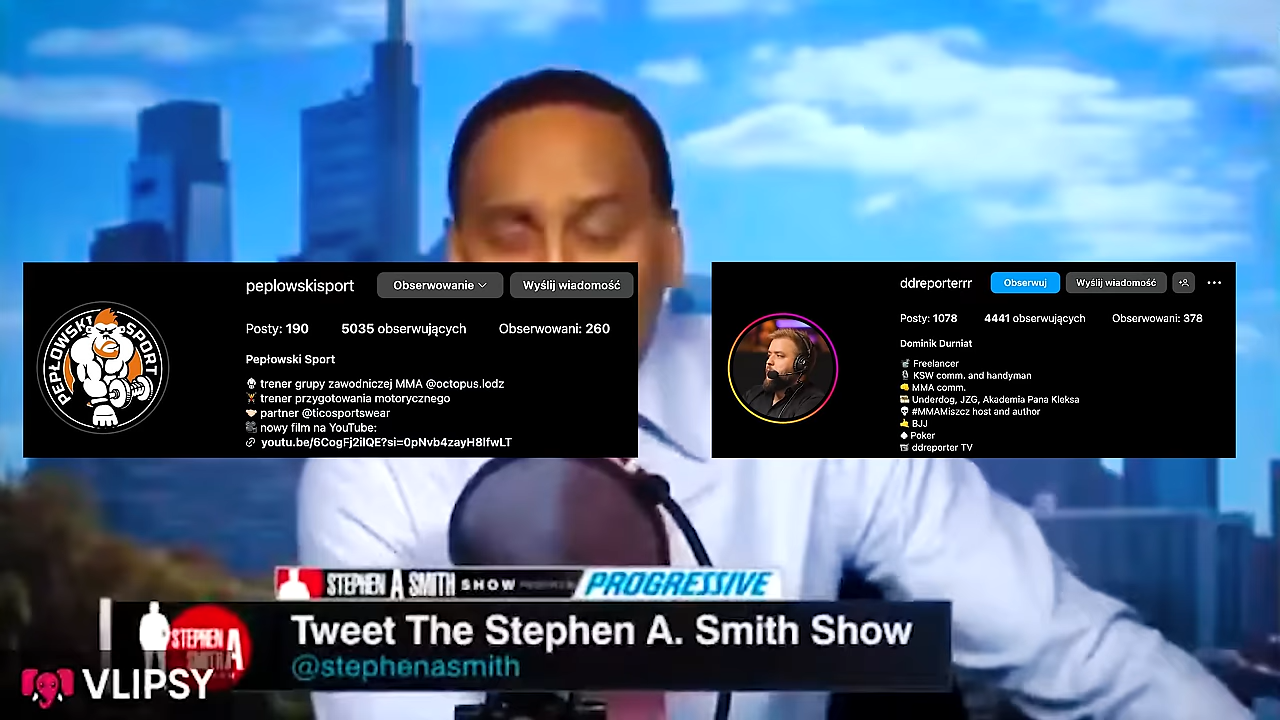 peplowskisport
Obserwowanie
Wyślij wiadomość
Posty: 190
5035 obserwujących
Obserwowani: 260
Pepłowski Sport
trener grupy zawodniczej MMA @octopus.lodz
trener przygotowania motorycznego
partner @ticosportswear
nowy film na YouTube:
youtu.be/6CogFj2ilQE?si=0pNvb4zayH8lfwLT
PEPŁOWSKI SPORT
ddreporterrr
Obserwuj
Wyślij wiadomość
Posty: 1078
4441 obserwujących
Obserwowani: 378
Dominik Durniat
Freelancer
KSW comm. and handyman
MMA comm.
Underdog, JZG, Akademia Pana Kleksa
#MMAMiszcz host and author
BJJ
Poker
ddreporter TV
STEPHEN A SMITH SHOW
PROGRESSIVE
STEPHEN A SMITH
Tweet The Stephen A. Smith Show
@stephenasmith
VLIPSY